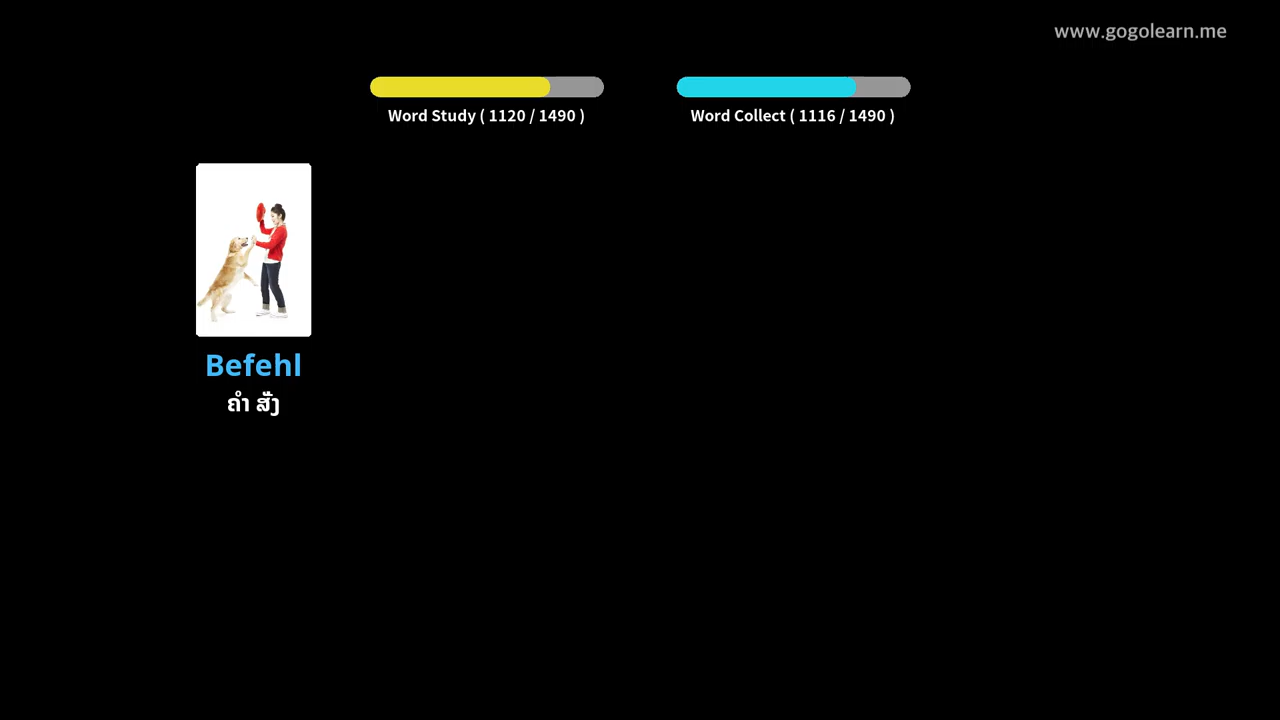 www.gogolearn.me
Word Study ( 1120 / 1490 )
Word Collect ( 1116 / 1490 )
Befehl
ຄຳ ສັ່ງ